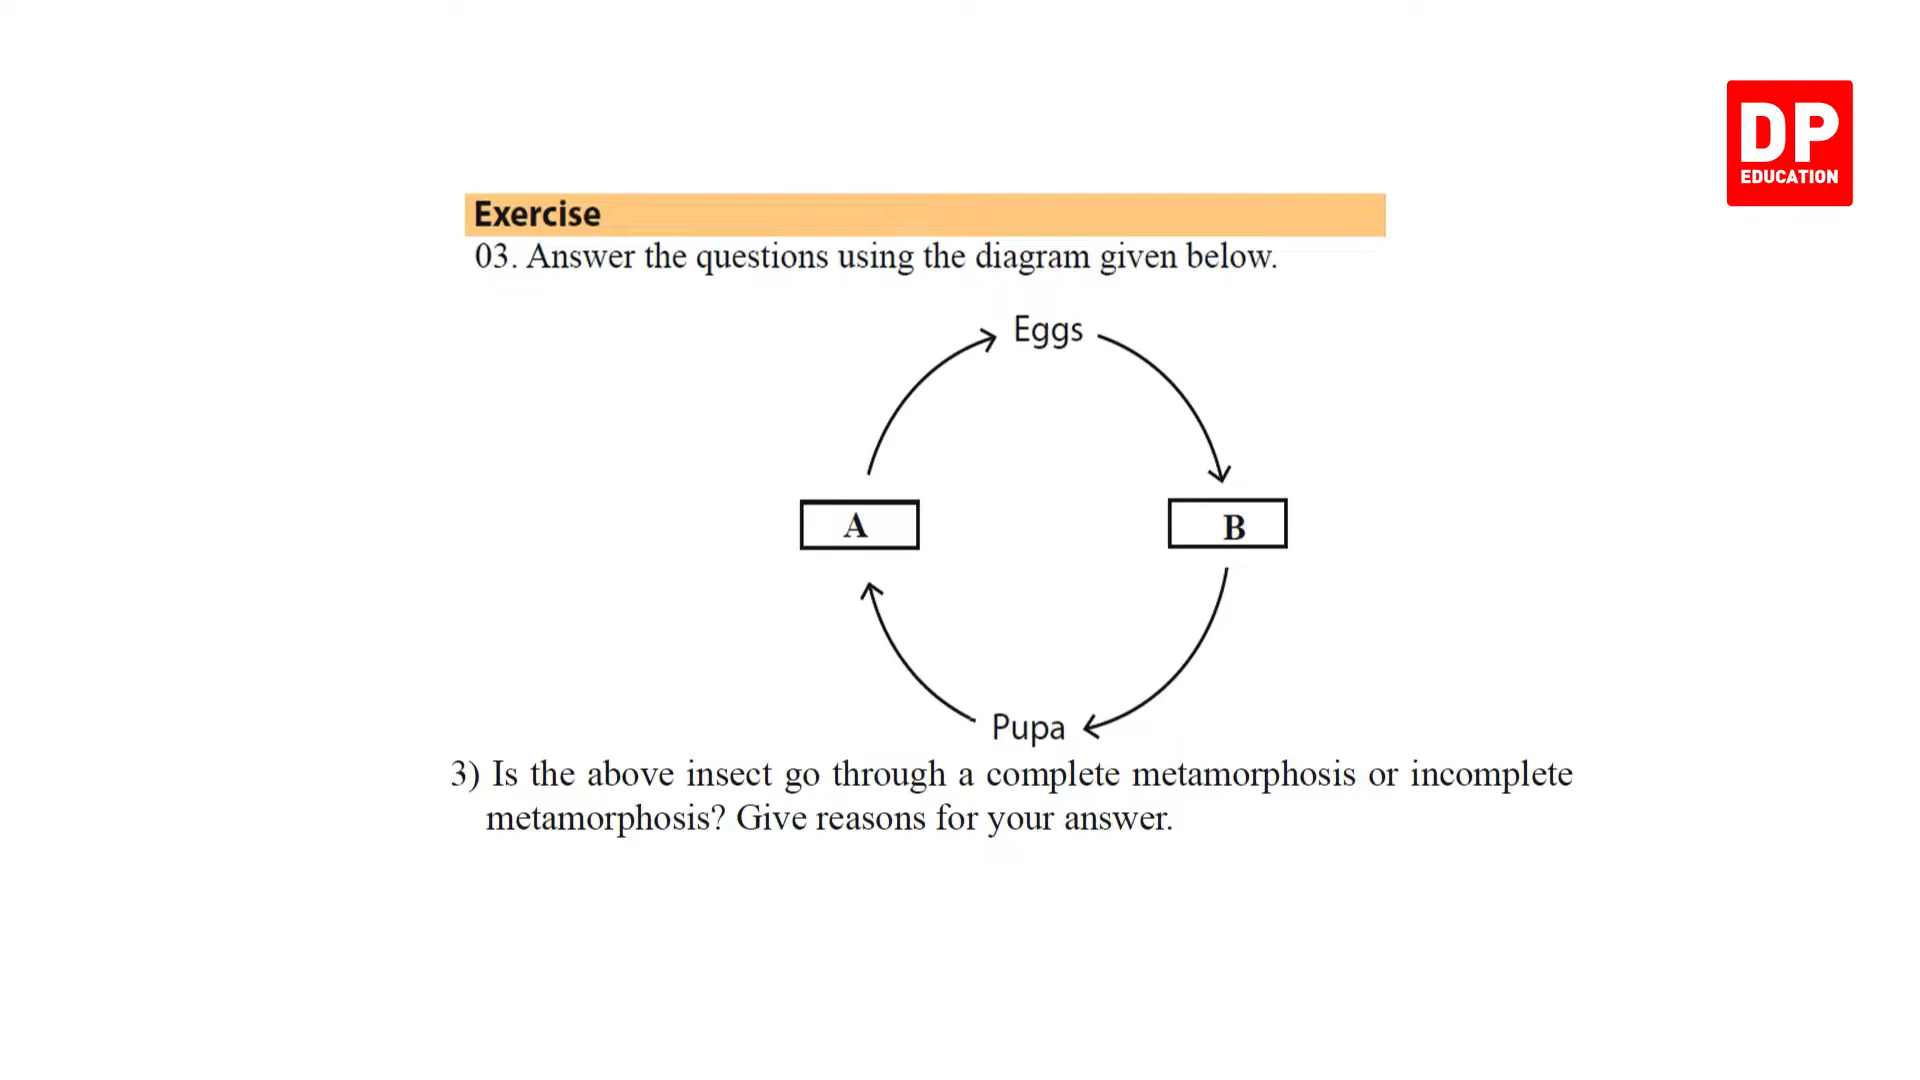 DP
EDUCATION
Exercise
03. Answer the questions using the diagram given below.
Eggs
A
B
Pupa
3) Is the above insect go through a complete metamorphosis or incomplete
metamorphosis? Give reasons for your answer.